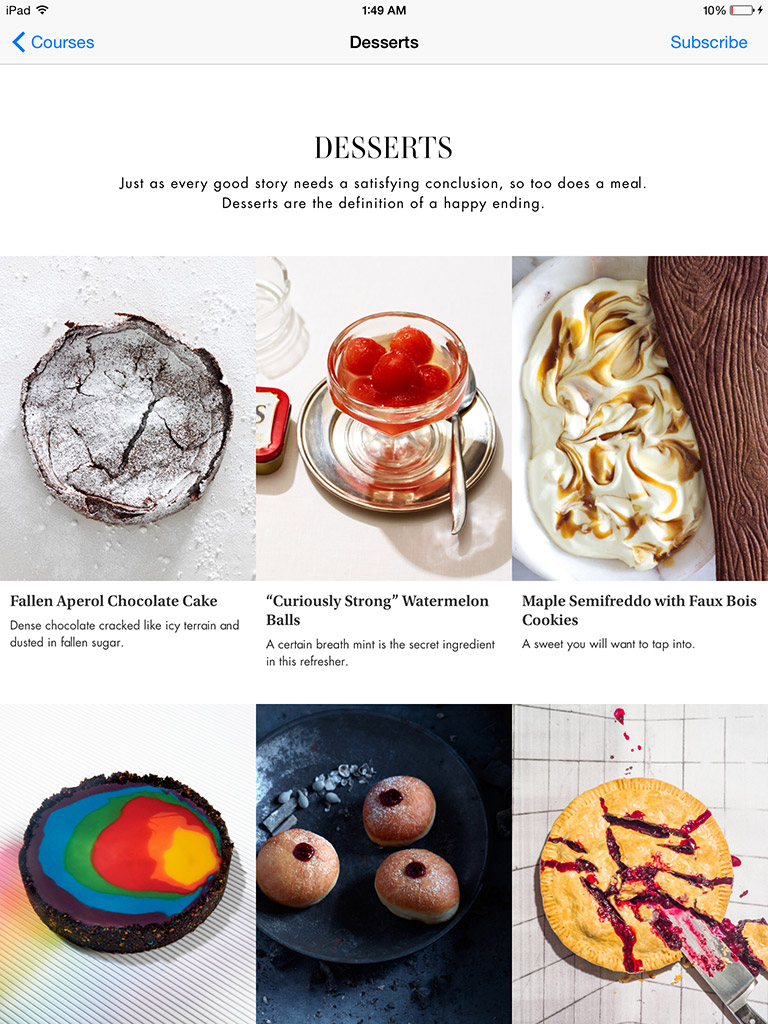 iPad 1:49 AM 10%
Courses Desserts Subscribe
DESSERTS
Just as every good story needs a satisfying conclusion, so too does a meal.
Desserts are the definition of a happy ending.
S
Fallen Aperol Chocolate Cake
Dense chocolate cracked like icy terrain and
dusted in fallen sugar.
“Curiously Strong” Watermelon
Balls
A certain breath mint is the secret ingredient
in this refresher.
Maple Semifreddo with Faux Bois
Cookies
A sweet you will want to tap into.